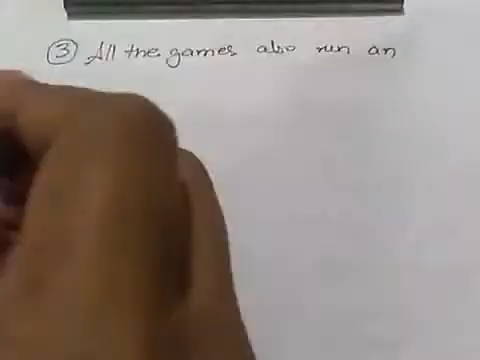 ③ All the games also run an